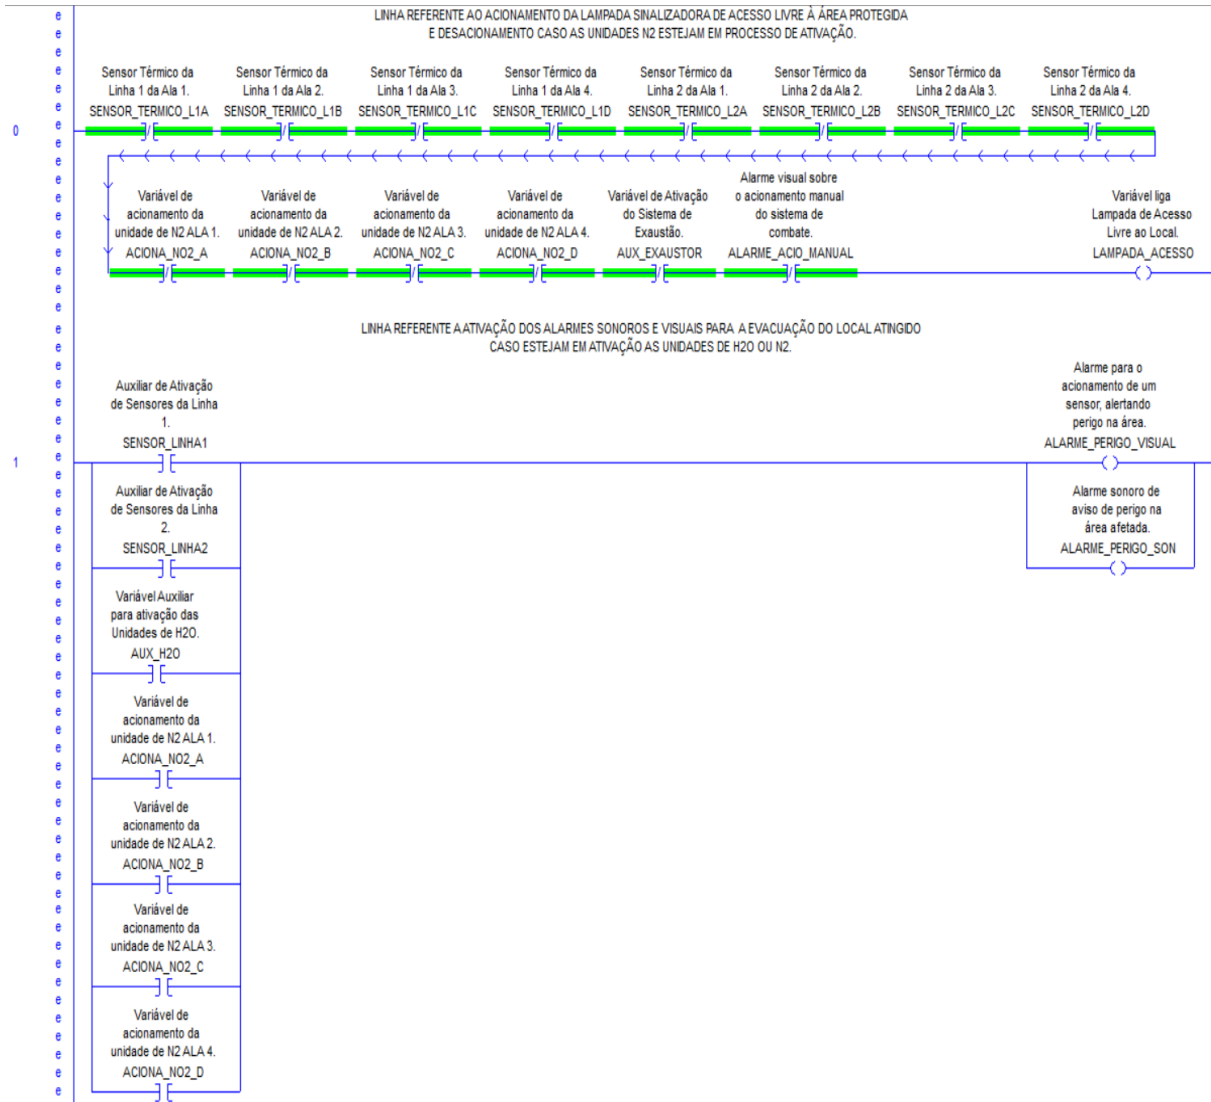 LINHA REFERENTE AO ACIONAMENTO DA LAMPADA SINALIZADORA DE ACESSO LIVRE À ÁREA PROTEGIDA
E DESACIONAMENTO CASO AS UNIDADES N2 ESTEJAM EM PROCESSO DE ATIVAÇÃO.
Sensor Térmico da
Linha 1 da Ala 1.
SENSOR_TERMICO_L1A
Sensor Térmico da
Linha 1 da Ala 2.
SENSOR_TERMICO_L1B
Sensor Térmico da
Linha 1 da Ala 3.
SENSOR_TERMICO_L1C
Sensor Térmico da
Linha 1 da Ala 4.
SENSOR_TERMICO_L1D
Sensor Térmico da
Linha 2 da Ala 1.
SENSOR_TERMICO_L2A
Sensor Térmico da
Linha 2 da Ala 2.
SENSOR_TERMICO_L2B
Sensor Térmico da
Linha 2 da Ala 3.
SENSOR_TERMICO_L2C
Sensor Térmico da
Linha 2 da Ala 4.
SENSOR_TERMICO_L2D
0
Variável de
acionamento da
unidade de N2 ALA 1.
ACIONA_NO2_A
Variável de
acionamento da
unidade de N2 ALA 2.
ACIONA_NO2_B
Variável de
acionamento da
unidade de N2 ALA 3.
ACIONA_NO2_C
Variável de
acionamento da
unidade de N2 ALA 4.
ACIONA_NO2_D
Variável de Ativação
do Sistema de
Exaustão.
AUX_EXAUSTOR
Alarme visual sobre
o acionamento manual
do sistema de
combate.
ALARME_ACIO_MANUAL
Variável liga
Lampada de Acesso
Livre ao Local.
LAMPADA_ACESSO
LINHA REFERENTE A ATIVAÇÃO DOS ALARMES SONOROS E VISUAIS PARA A EVACUAÇÃO DO LOCAL ATINGIDO
CASO ESTEJAM EM ATIVAÇÃO AS UNIDADES DE H2O OU N2.
Auxiliar de Ativação
de Sensores da Linha
1.
SENSOR_LINHA1
Alarme para o
acionamento de um
sensor, alertando
perigo na área.
ALARME_PERIGO_VISUAL
1
Auxiliar de Ativação
de Sensores da Linha
2.
SENSOR_LINHA2
Alarme sonoro de
aviso de perigo na
área afetada.
ALARME_PERIGO_SON
Variável Auxiliar
para ativação das
Unidades de H2O.
AUX_H2O
Variável de
acionamento da
unidade de N2 ALA 1.
ACIONA_NO2_A
Variável de
acionamento da
unidade de N2 ALA 2.
ACIONA_NO2_B
Variável de
acionamento da
unidade de N2 ALA 3.
ACIONA_NO2_C
Variável de
acionamento da
unidade de N2 ALA 4.
ACIONA_NO2_D